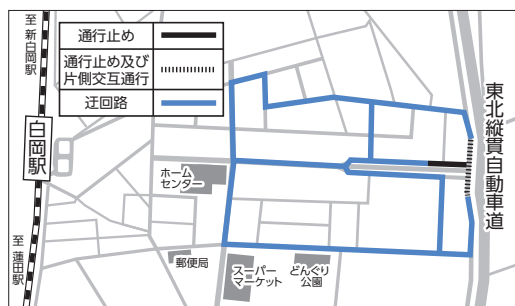 至 新白岡駅
通行止め
通行止め及び
片側交互通行
迂回路
白岡駅
東北縦貫自動車道
ホーム
センター
至 蓮田駅
郵便局
スーパー
マーケット
どんぐり
公園